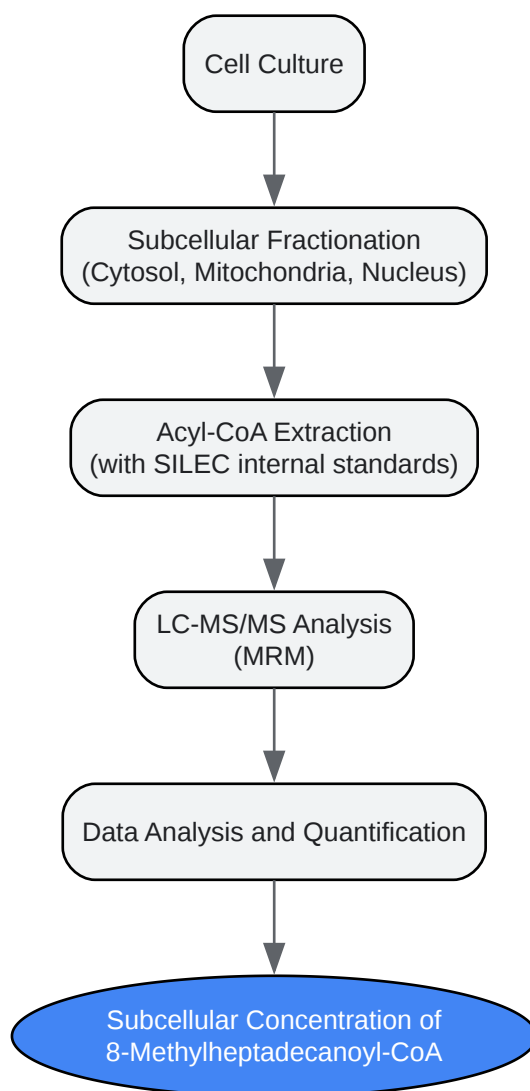 Cell Culture
Subcellular Fractionation
(Cytosol, Mitochondria, Nucleus)
Acyl-CoA Extraction
(with SILEC internal standards)
LC-MS/MS Analysis
(MRM)
Data Analysis and Quantification
Subcellular Concentration of
8-Methylheptadecanoyl-CoA